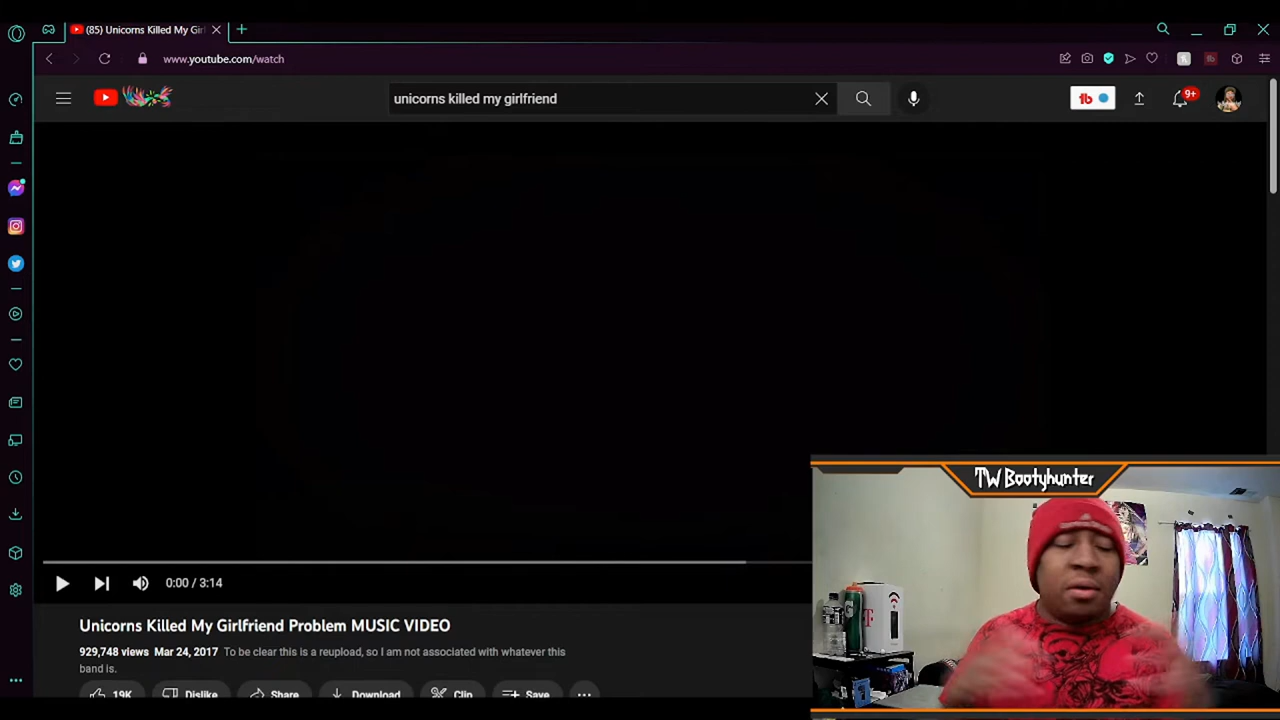 (85) Unicorns Killed My Girl
www.youtube.com/watch
unicorns killed my girlfriend
tb
9+
0:00 / 3:14
Unicorns Killed My Girlfriend Problem MUSIC VIDEO
929,748 views Mar 24, 2017 To be clear this is a reupload, so I am not associated with whatever this
band is.
19K Dislike Share Download Clip Save
TW Bootyhunter